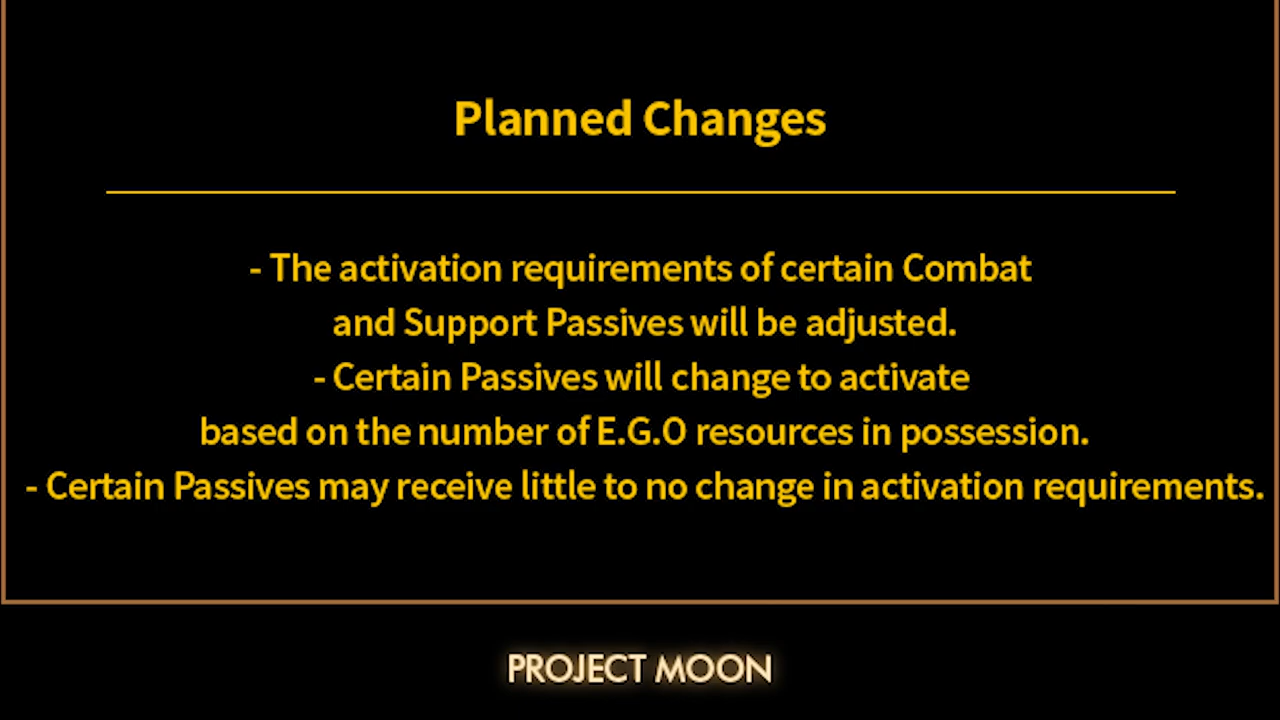 Planned Changes
- The activation requirements of certain Combat
and Support Passives will be adjusted.
- Certain Passives will change to activate
based on the number of E.G.O resources in possession.
- Certain Passives may receive little to no change in activation requirements.
PROJECT MOON